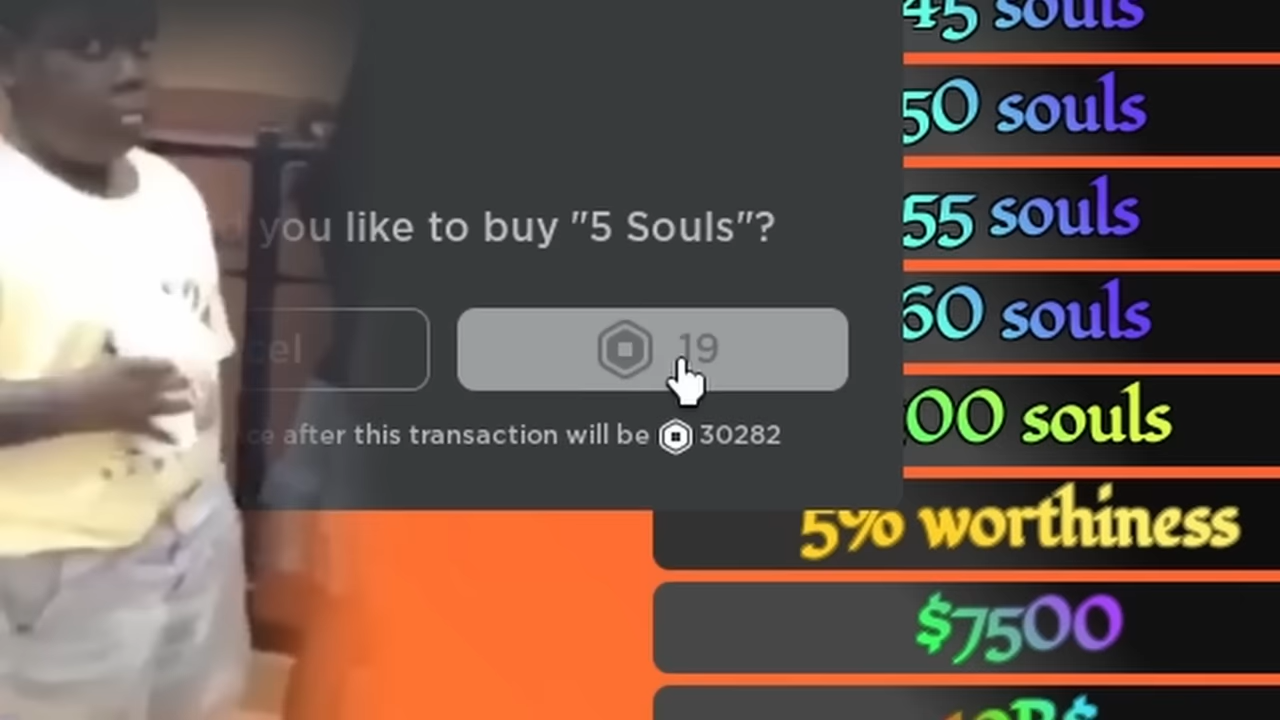 45 souls
50 souls
you like to buy "5 Souls"?
55 souls
60 souls
19
after this transaction will be 30282
00 souls
5% worthiness
$7500